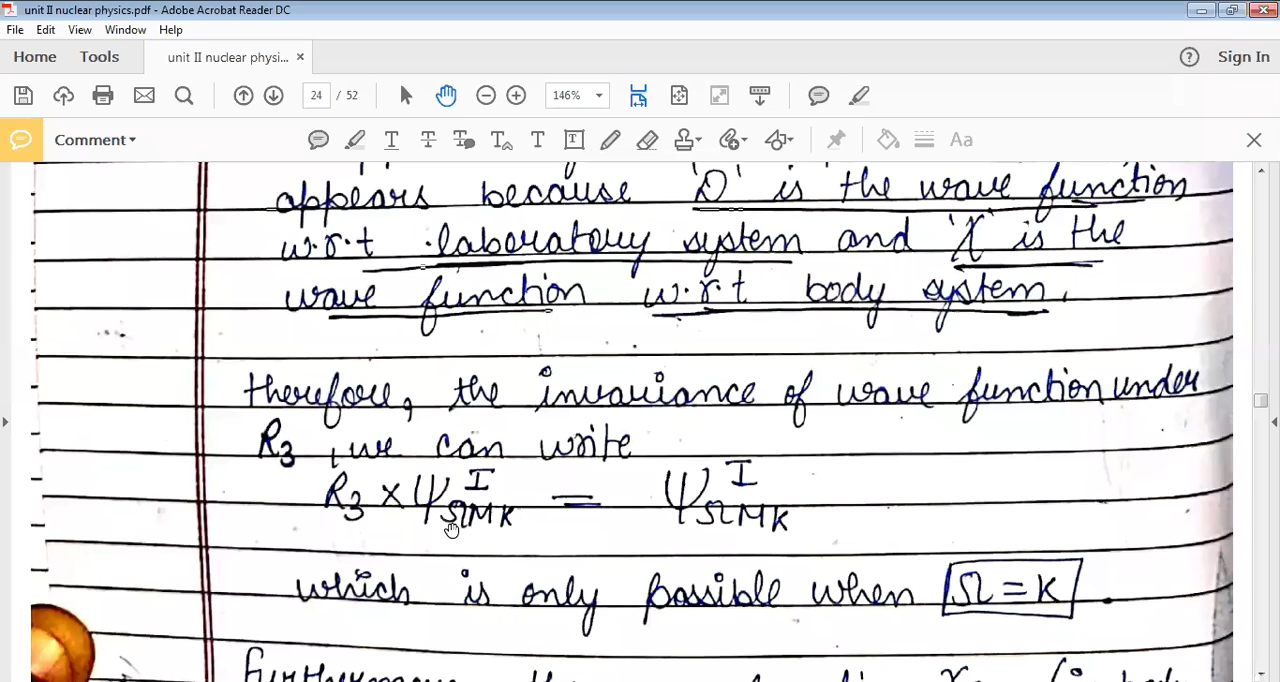 unit II nuclear physics.pdf - Adobe Acrobat Reader DC
File Edit View Window Help
Home Tools unit II nuclear physi... × Sign In
24 / 52 146%
Comment Aa
appears because 'D' is the wave function
w.r.t laboratory system and 'χ' is the
wave function w.r.t body system.
therefore, the invariance of wave function under
R₃, we can write
R₃ × Ψ^I_ΩMK = Ψ^I_ΩMK
which is only possible when Ω = K.